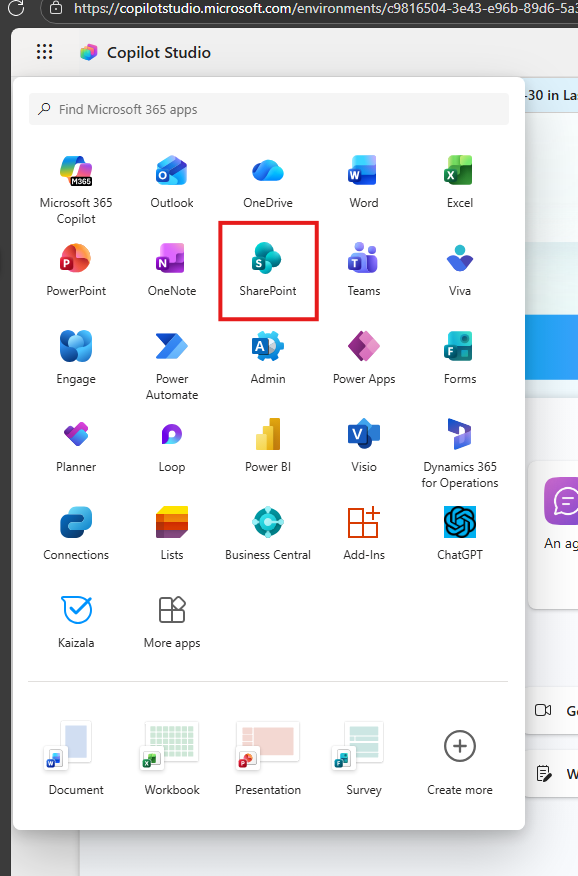 https://copilotstudio.microsoft.com/environments/c9816504-3e43-e96b-89d6-5a3
Copilot Studio
-30 in Las
Find Microsoft 365 apps
M365
Microsoft 365
Copilot
O
Outlook
OneDrive
W
Word
X
Excel
P
PowerPoint
N
OneNote
S
SharePoint
T
Teams
Viva
Engage
Power
Automate
A
Admin
Power Apps
F
Forms
Planner
Loop
Power BI
V
Visio
Dynamics 365
for Operations
Connections
Lists
Business Central
Add-Ins
ChatGPT
An ag
Kaizala
More apps
Ge
W
Document
X
Workbook
P
Presentation
F
Survey
Create more
W